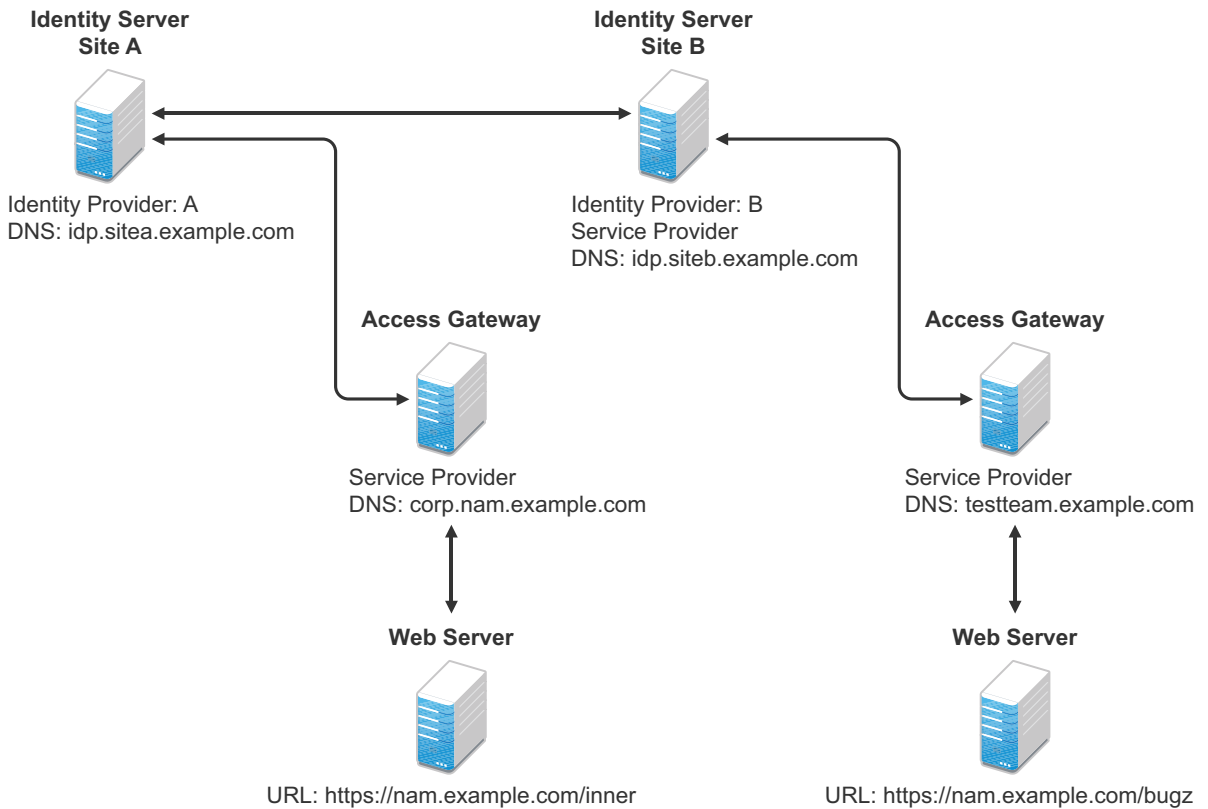 Identity Server
Site A
Identity Server
Site B
Identity Provider: A
DNS: idp.sitea.example.com
Identity Provider: B
Service Provider
DNS: idp.siteb.example.com
Access Gateway
Access Gateway
Service Provider
DNS: corp.nam.example.com
Service Provider
DNS: testteam.example.com
Web Server
Web Server
URL: https://nam.example.com/inner
URL: https://nam.example.com/bugz